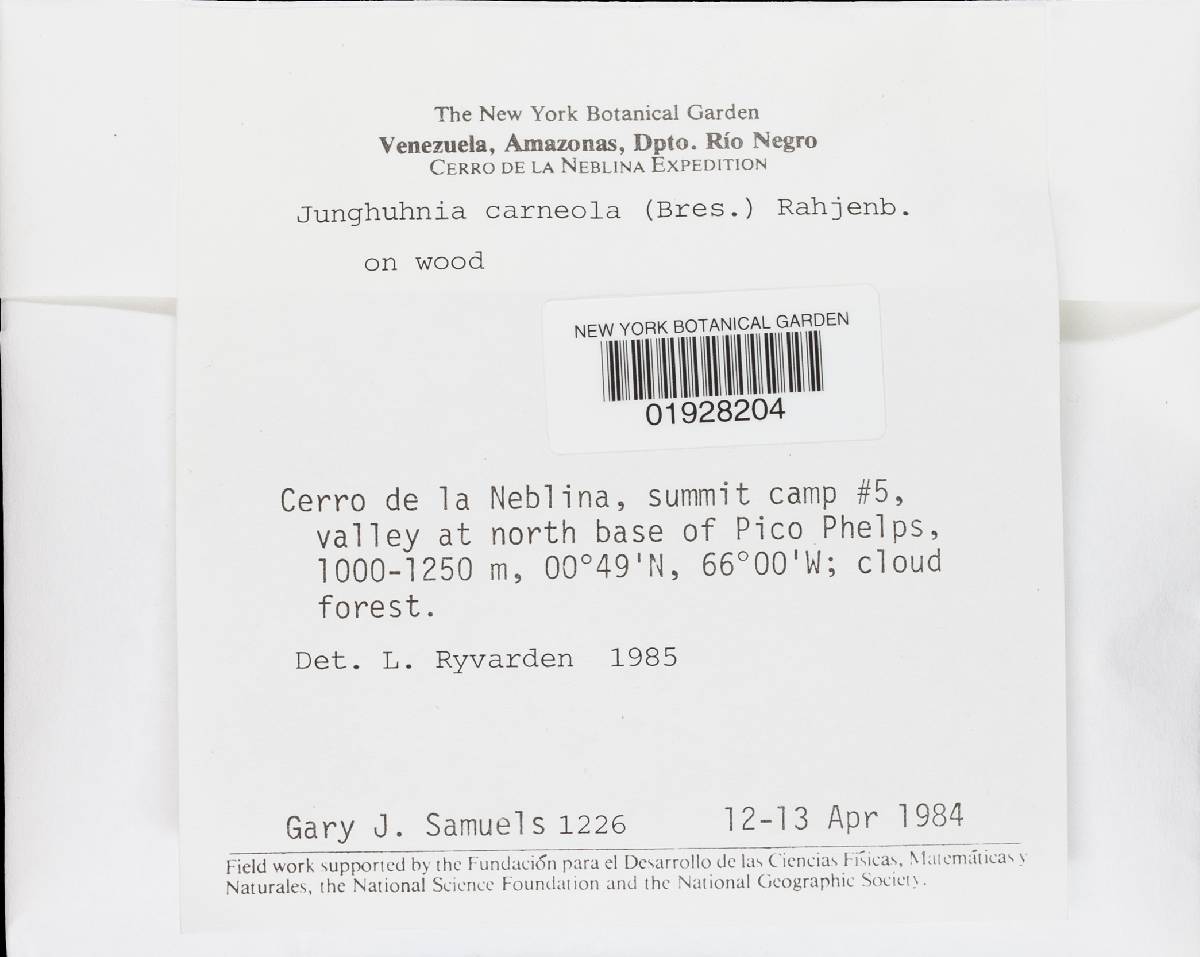 The New York Botanical Garden
Venezuela, Amazonas, Dpto. Río Negro
CERRO DE LA NEBLINA EXPEDITION
Junghuhnia carneola (Bres.) Rahjenb.
on wood
NEW YORK BOTANICAL GARDEN
01928204
Cerro de la Neblina, summit camp #5,
valley at north base of Pico Phelps,
1000-1250 m, 00°49'N, 66°00'W; cloud
forest.
Det. L. Ryvarden 1985
Gary J. Samuels 1226 12-13 Apr 1984
Field work supported by the Fundación para el Desarrollo de las Ciencias Físicas, Matemáticas y
Naturales, the National Science Foundation and the National Geographic Society.